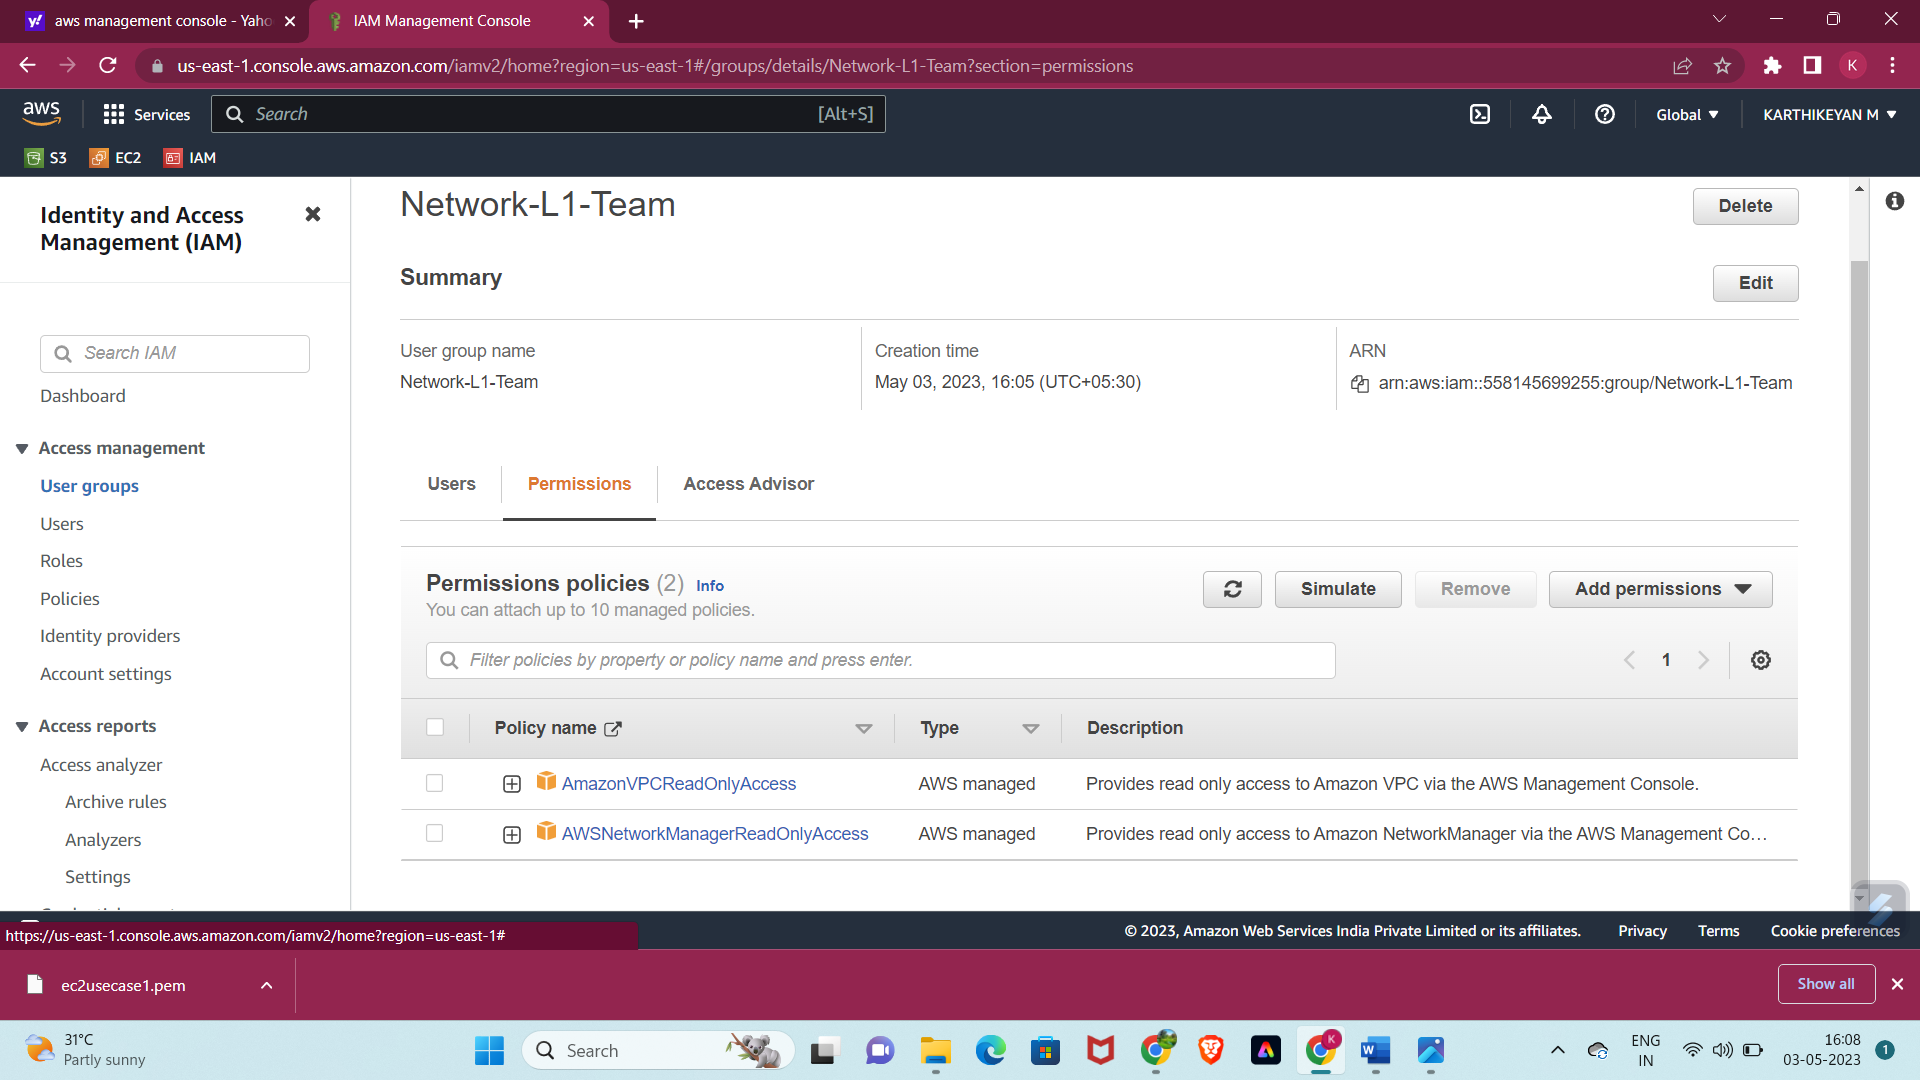 aws management console - Yaho
IAM Management Console
us-east-1.console.aws.amazon.com/iamv2/home?region=us-east-1#/groups/details/Network-L1-Team?section=permissions
K
aws
Services
Search
[Alt+S]
Global
KARTHIKEYAN M
S3
EC2
IAM
Identity and Access
Management (IAM)
Search IAM
Dashboard
Access management
User groups
Users
Roles
Policies
Identity providers
Account settings
Access reports
Access analyzer
Archive rules
Analyzers
Settings
Network-L1-Team
Delete
Summary
Edit
User group name
Network-L1-Team
Creation time
May 03, 2023, 16:05 (UTC+05:30)
ARN
arn:aws:iam::558145699255:group/Network-L1-Team
Users
Permissions
Access Advisor
Permissions policies (2) Info
You can attach up to 10 managed policies.
Simulate
Remove
Add permissions
Filter policies by property or policy name and press enter.
1
Policy name
Type
Description
AmazonVPCReadOnlyAccess
AWS managed
Provides read only access to Amazon VPC via the AWS Management Console.
AWSNetworkManagerReadOnlyAccess
AWS managed
Provides read only access to Amazon NetworkManager via the AWS Management Co…
https://us-east-1.console.aws.amazon.com/iamv2/home?region=us-east-1#
© 2023, Amazon Web Services India Private Limited or its affiliates.
Privacy
Terms
Cookie preferences
ec2usecase1.pem
Show all
31°C
Partly sunny
Search
K
W
ENG
IN
16:08
03-05-2023
1